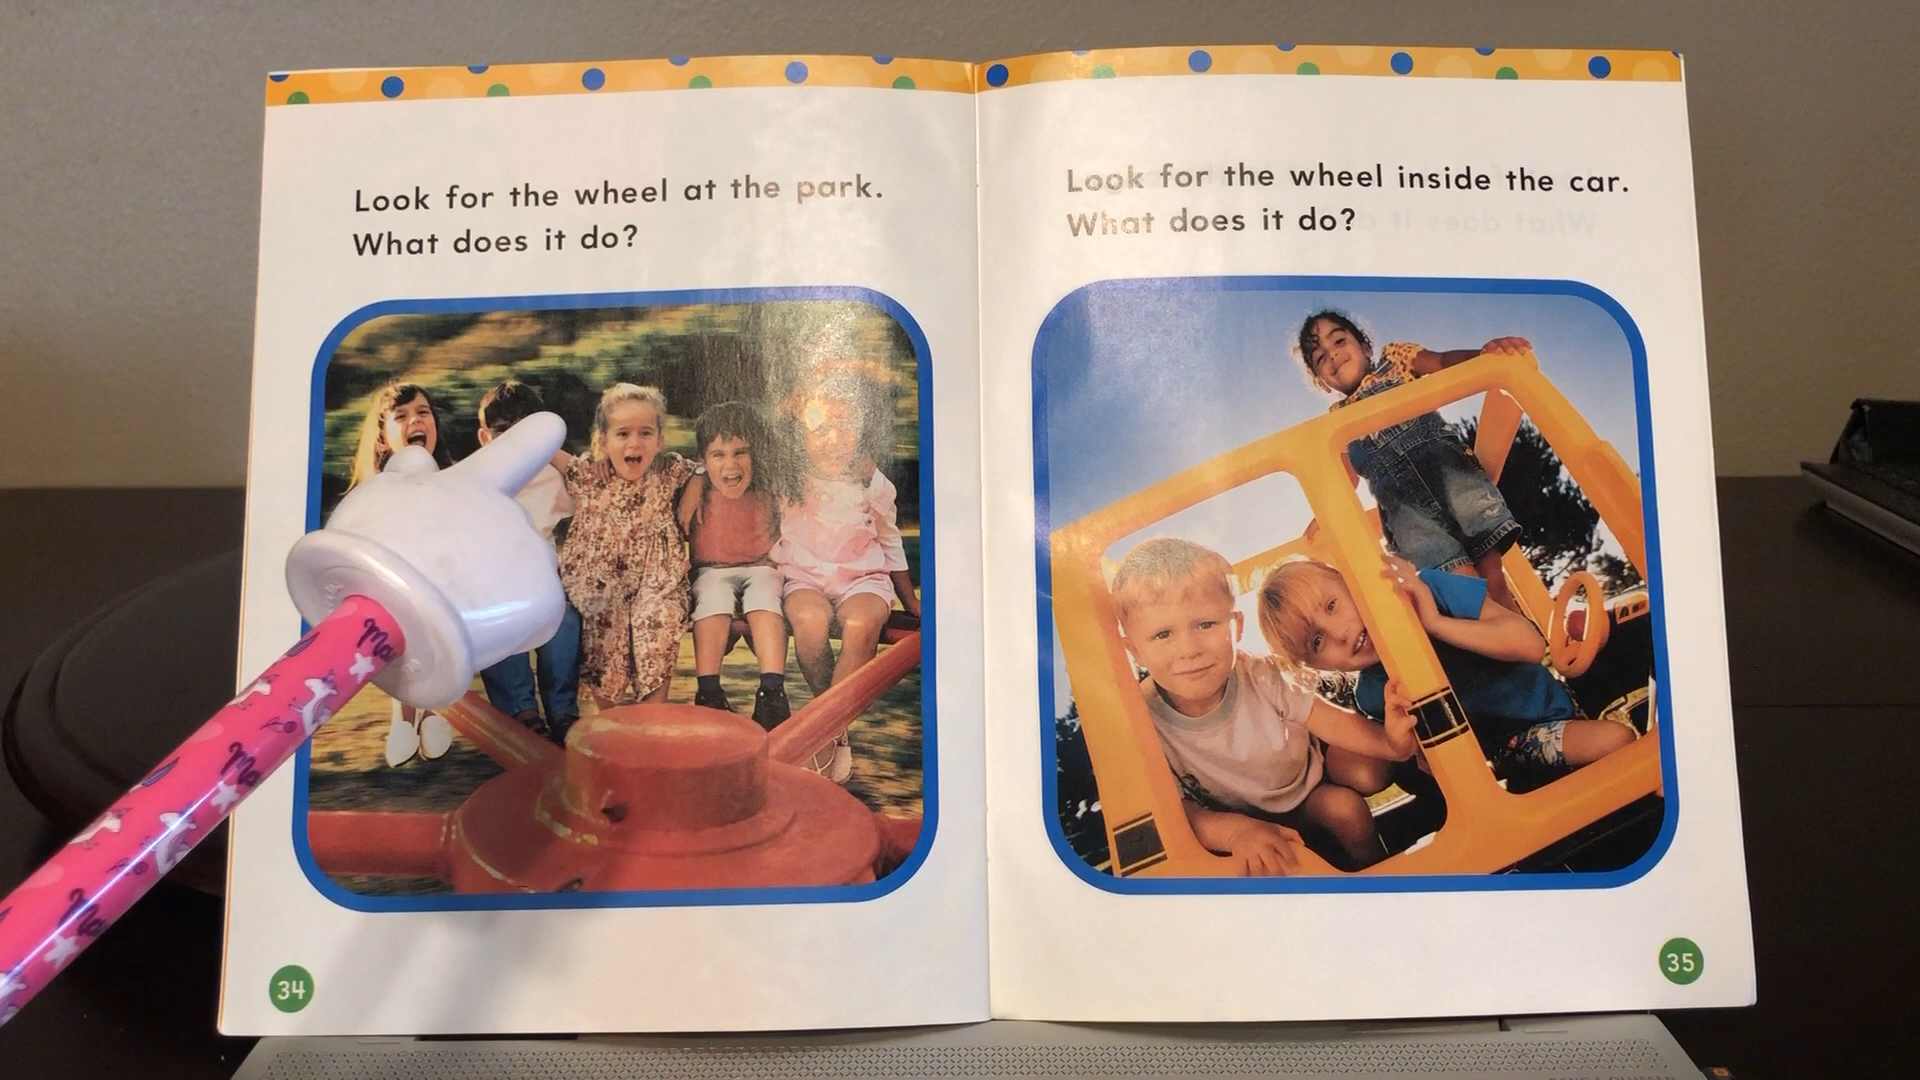 Look for the wheel at the park.
What does it do?
34
Look for the wheel inside the car.
What does it do?
35